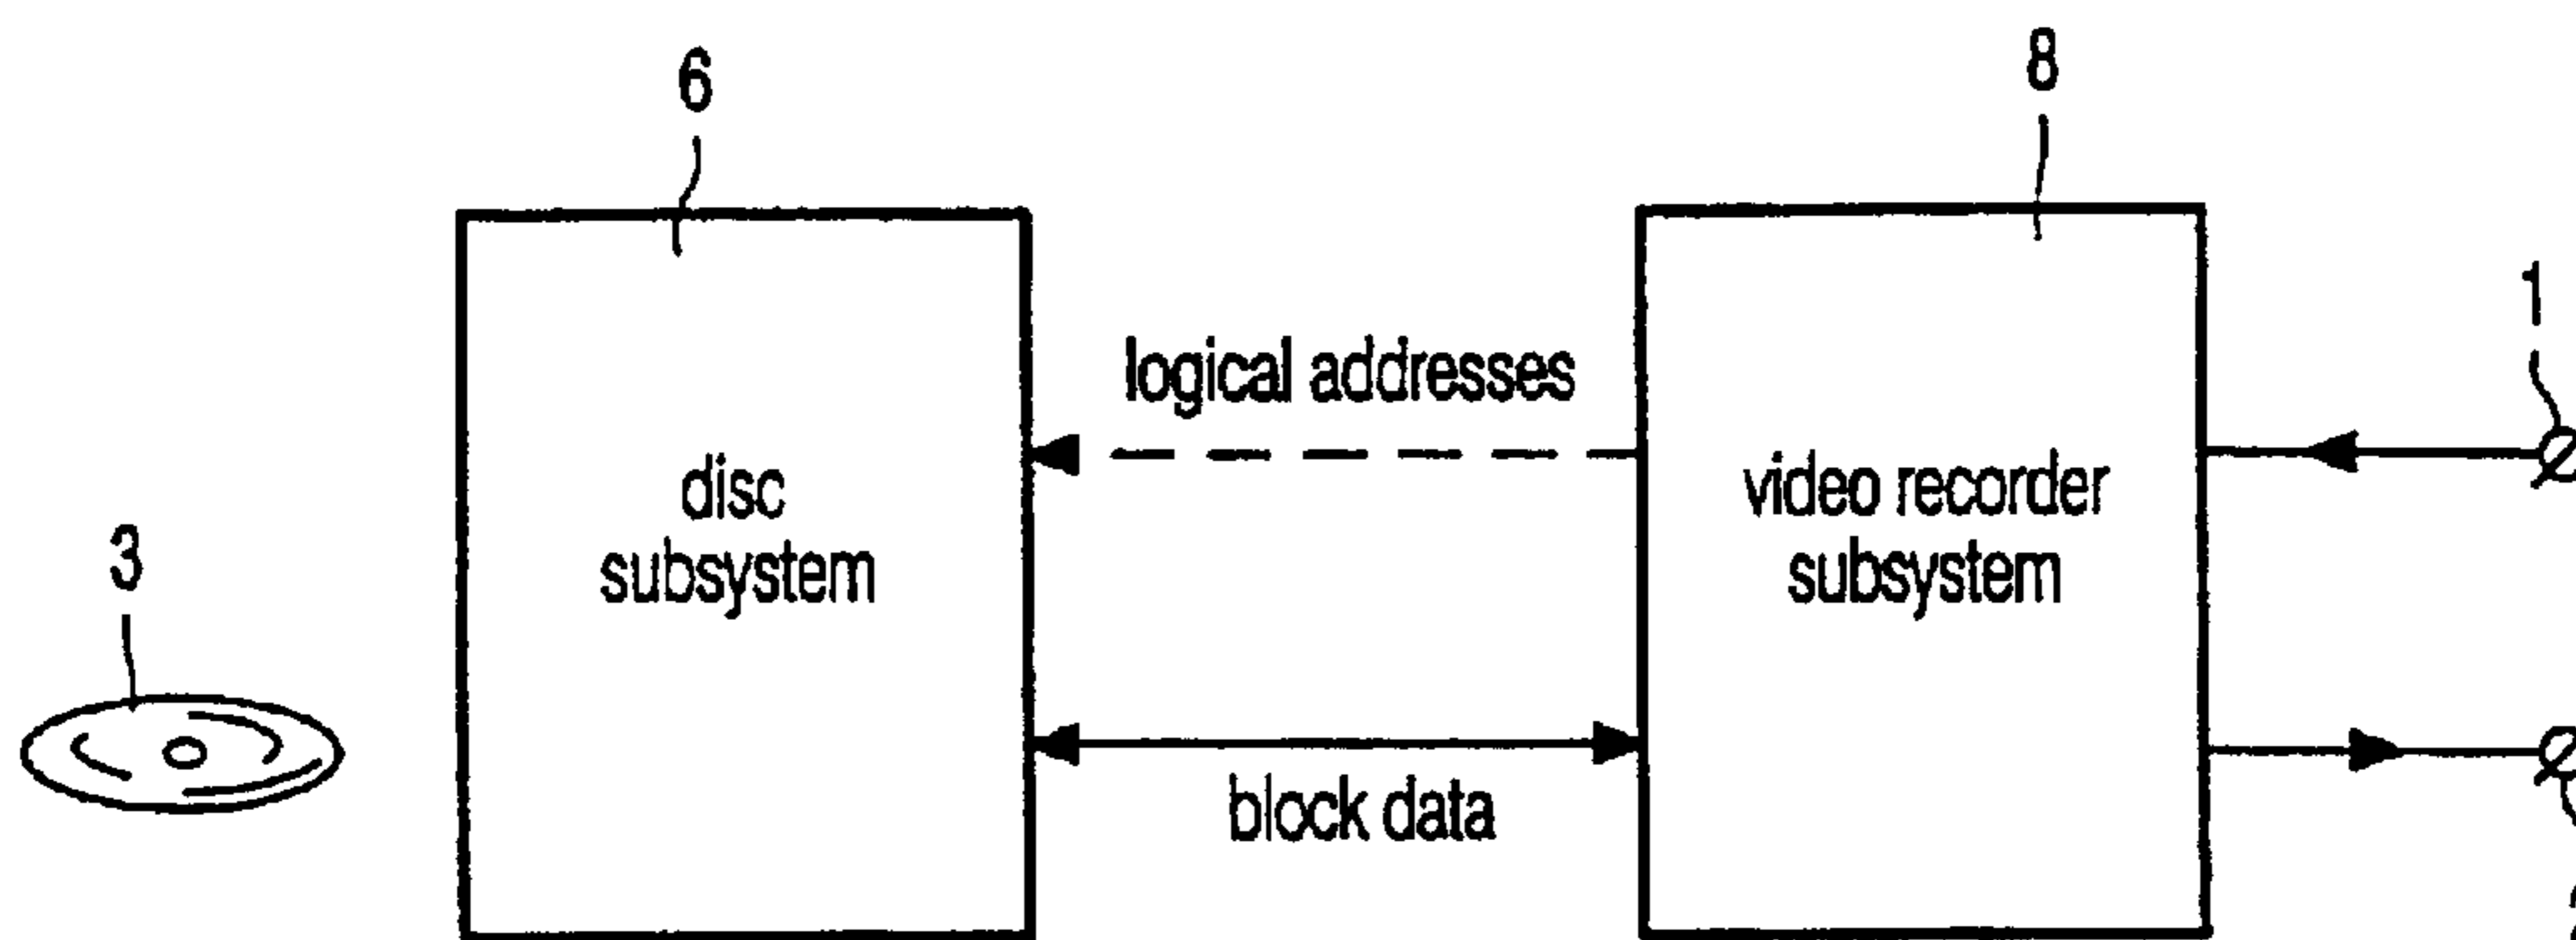 6
8
1
logical addresses
disc
subsystem
video recorder
subsystem
3
block data